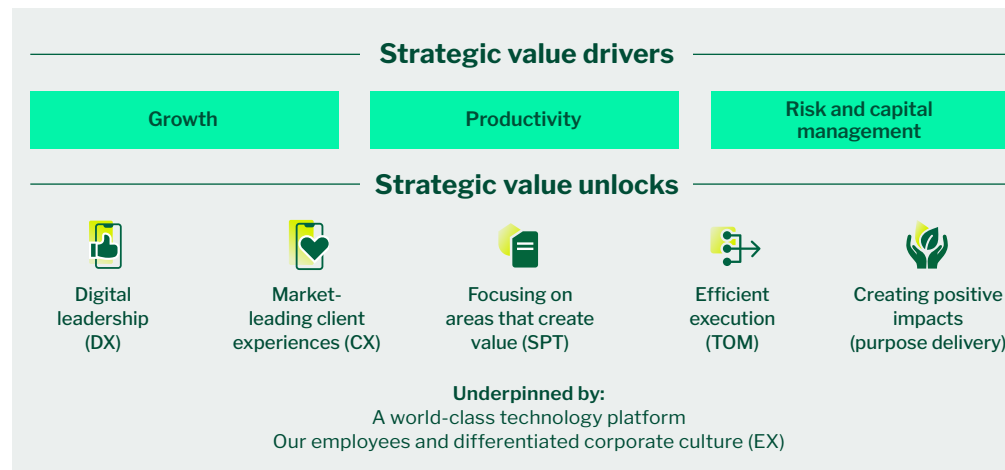 Strategic value drivers
Growth
Productivity
Risk and capital
management
Strategic value unlocks
Digital
leadership
(DX)
Market-
leading client
experiences (CX)
Focusing on
areas that create
value (SPT)
Efficient
execution
(TOM)
Creating positive
impacts
(purpose delivery)
Underpinned by:
A world-class technology platform
Our employees and differentiated corporate culture (EX)